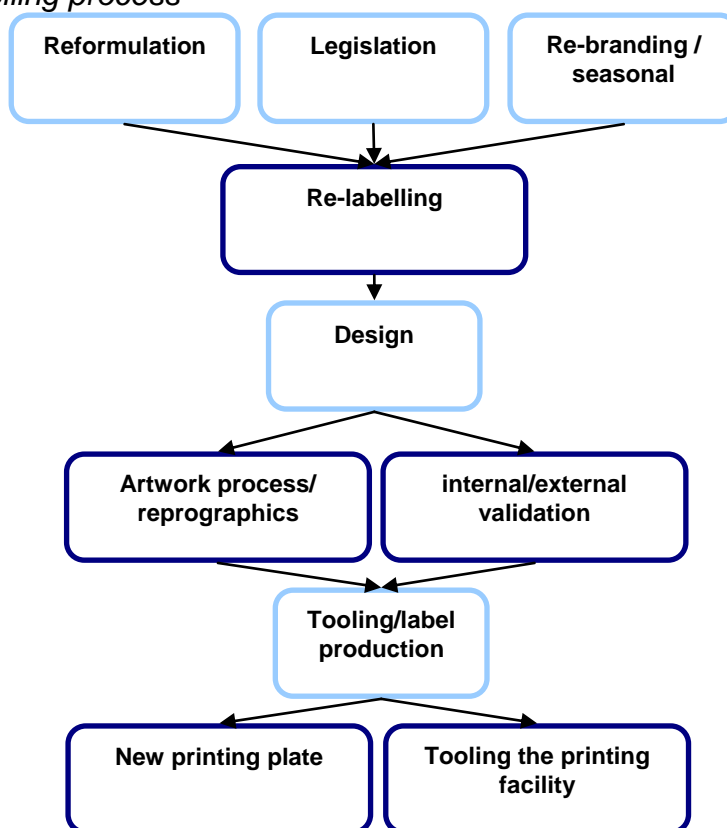 process
Reformulation
Legislation
Re-branding /
seasonal
Re-labelling
Design
Artwork process/
reprographics
internal/external
validation
Tooling/label
production
New printing plate
Tooling the printing
facility